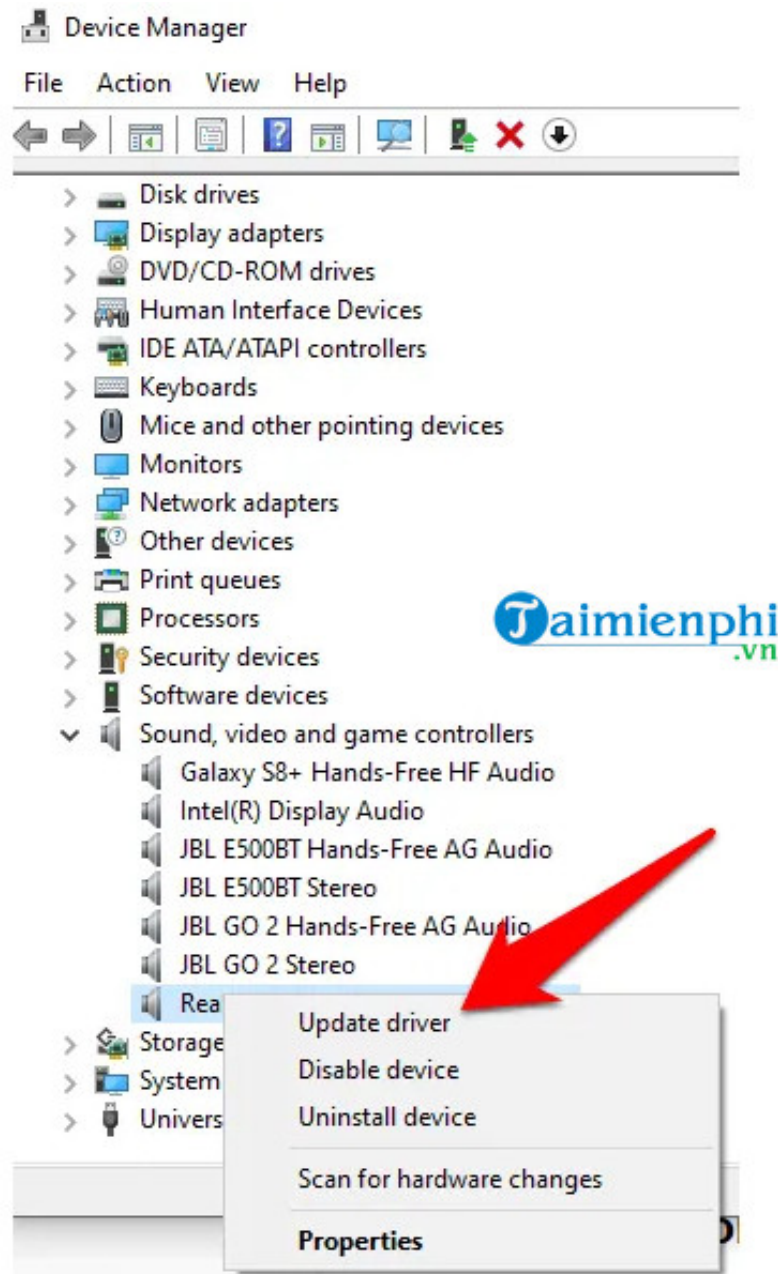 Device Manager
File Action View Help
Disk drives
Display adapters
DVD/CD-ROM drives
Human Interface Devices
IDE ATA/ATAPI controllers
Keyboards
Mice and other pointing devices
Monitors
Network adapters
Other devices
Print queues
Processors
Security devices
Software devices
Sound, video and game controllers
Galaxy S8+ Hands-Free HF Audio
Intel(R) Display Audio
JBL E500BT Hands-Free AG Audio
JBL E500BT Stereo
JBL GO 2 Hands-Free AG Audio
JBL GO 2 Stereo
Rea
Storage
System
Univers
Update driver
Disable device
Uninstall device
Scan for hardware changes
Properties
Taimienphi
.vn